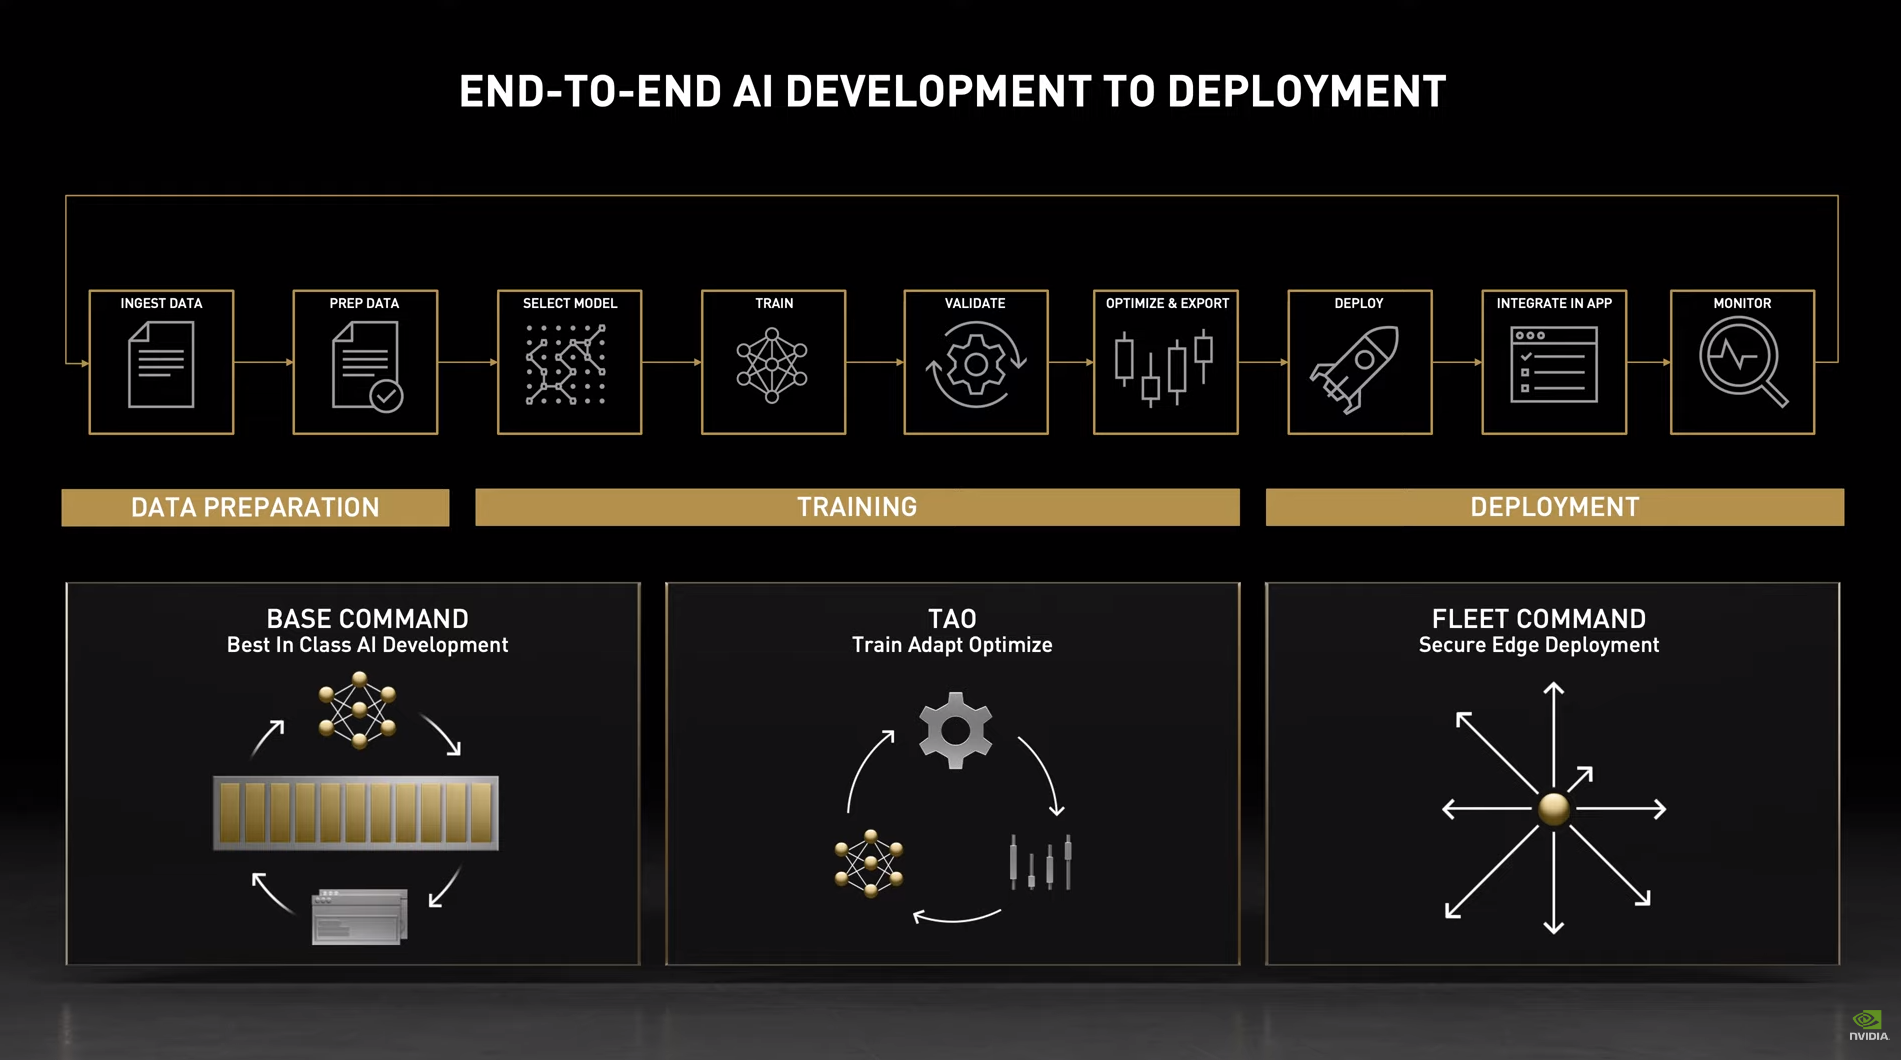 END-TO-END AI DEVELOPMENT TO DEPLOYMENT
INGEST DATA
PREP DATA
SELECT MODEL
TRAIN
VALIDATE
OPTIMIZE & EXPORT
DEPLOY
INTEGRATE IN APP
MONITOR
DATA PREPARATION
TRAINING
DEPLOYMENT
BASE COMMAND
Best In Class AI Development
TAO
Train Adapt Optimize
FLEET COMMAND
Secure Edge Deployment
NVIDIA.